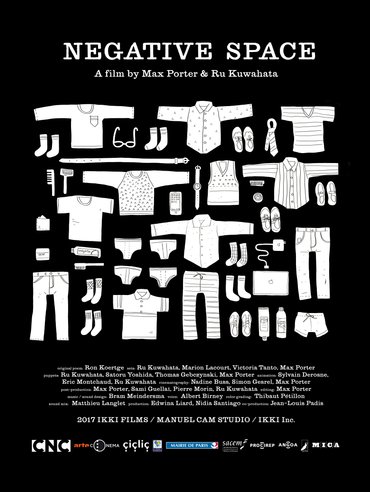 NEGATIVE SPACE
A film by Max Porter & Ru Kuwahata
original poem: Ron Koertge sets: Ru Kuwahata, Marion Lacourt, Victoria Tanto, Max Porter
puppets: Ru Kuwahata, Satoru Yoshida, Thomas Gebczynski, Max Porter animation: Sylvain Derosne,
Eric Montchaud, Ru Kuwahata cinematography: Nadine Buss, Simon Gesrel, Max Porter
post-production: Max Porter, Sami Guellai, Pierre Morin, Ru Kuwahata editing: Max Porter
music / sound design: Bram Meindersma voice: Albert Birney color grading: Thibaut Petillon
sound mix: Matthieu Langlet production: Edwina Liard, Nidia Santiago co-production: Jean-Louis Padis
2017 IKKI FILMS / MANUEL CAM STUDIO / IKKI Inc.
CNC arte CINEMA ciclic MAIRIE DE PARIS sacem PROCIREP ANGOA MICA